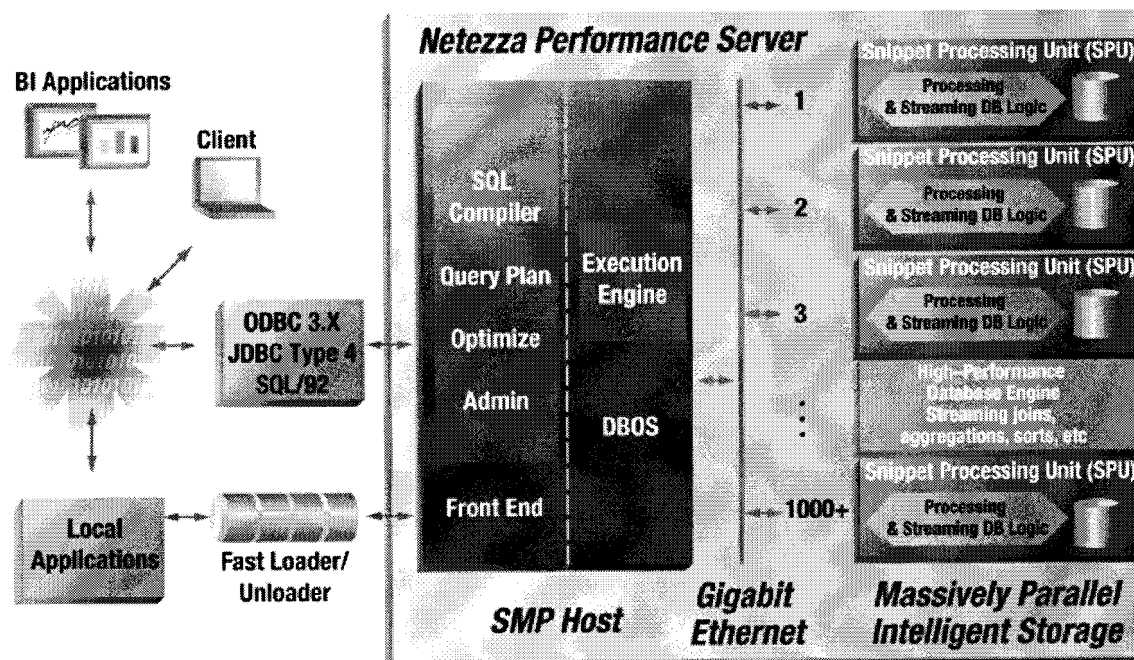 Netezza Performance Server
BI Applications
Client
ODBC 3.X
JDBC Type 4
SQL/92
Local
Applications
Fast Loader/
Unloader
SQL
Compiler
Query Plan
Optimize
Admin
Front End
Execution
Engine
DBOS
SMP Host
1
2
3
1000+
Gigabit
Ethernet
Snippet Processing Unit (SPU)
Processing
& Streaming DB Logic
Snippet Processing Unit (SPU)
Processing
& Streaming DB Logic
Snippet Processing Unit (SPU)
Processing
& Streaming DB Logic
High-Performance
Database Engine
Streaming joins,
aggregations, sorts, etc
Snippet Processing Unit (SPU)
Processing
& Streaming DB Logic
Massively Parallel
Intelligent Storage